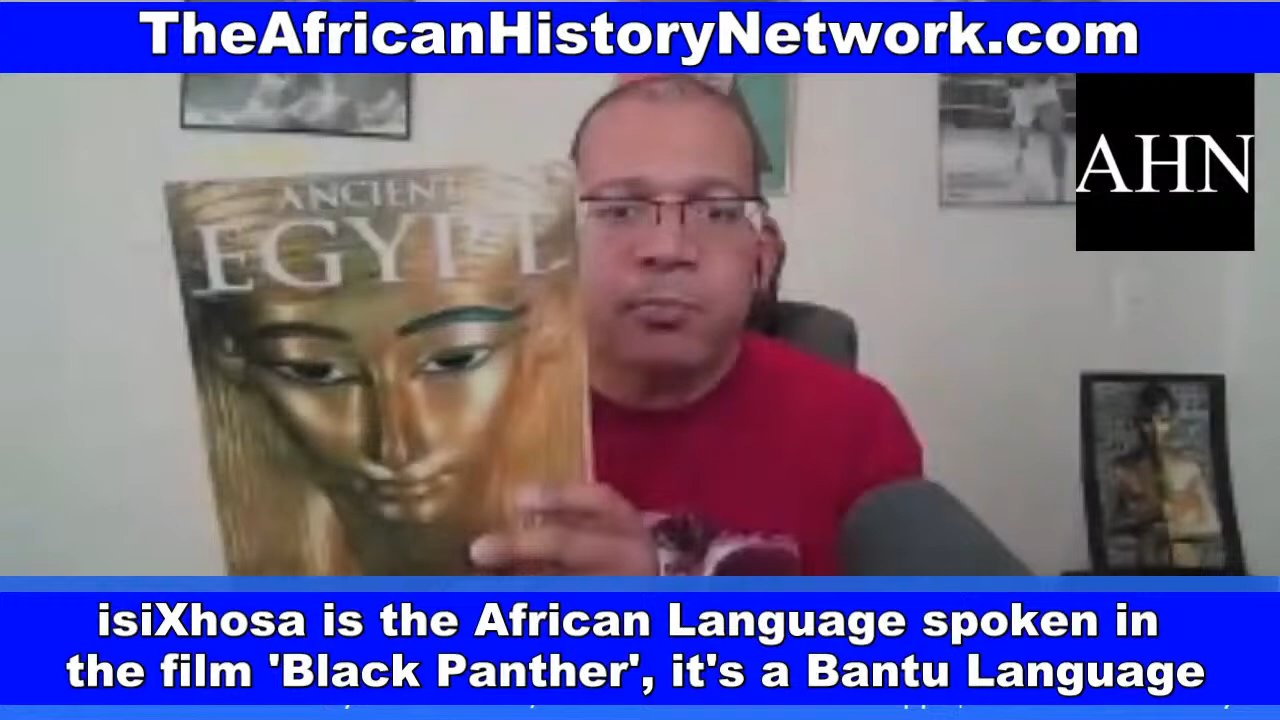 TheAfricanHistoryNetwork.com
AHN
ANCIENT
EGYPT
isiXhosa is the African Language spoken in
the film 'Black Panther', it's a Bantu Language